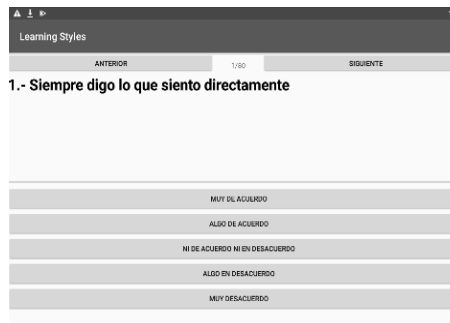 Learning Styles
ANTERIOR 1/80 SIGUIENTE
1.- Siempre digo lo que siento directamente
MUY DE ACUERDO
ALGO DE ACUERDO
NI DE ACUERDO NI EN DESACUERDO
ALGO EN DESACUERDO
MUY DESACUERDO